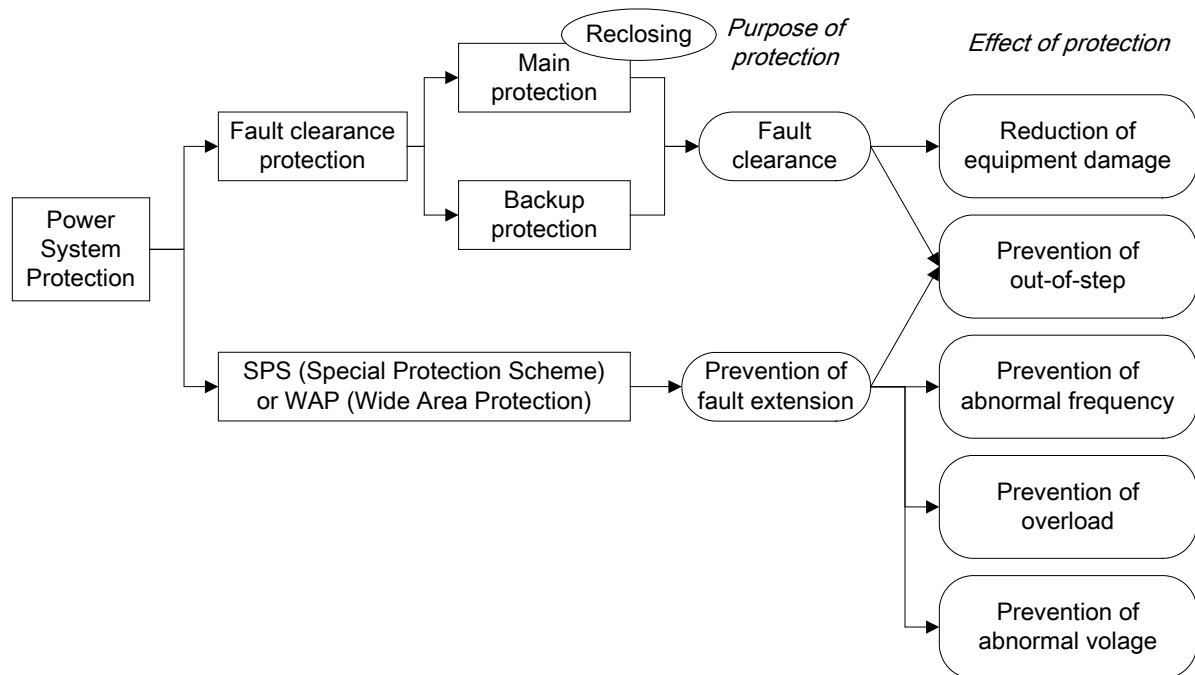 Reclosing
Purpose of
protection
Effect of protection
Main
protection
Fault clearance
protection
Fault
clearance
Reduction of
equipment damage
Backup
protection
Power
System
Protection
Prevention of
out-of-step
SPS (Special Protection Scheme)
or WAP (Wide Area Protection)
Prevention of
fault extension
Prevention of
abnormal frequency
Prevention of
overload
Prevention of
abnormal volage